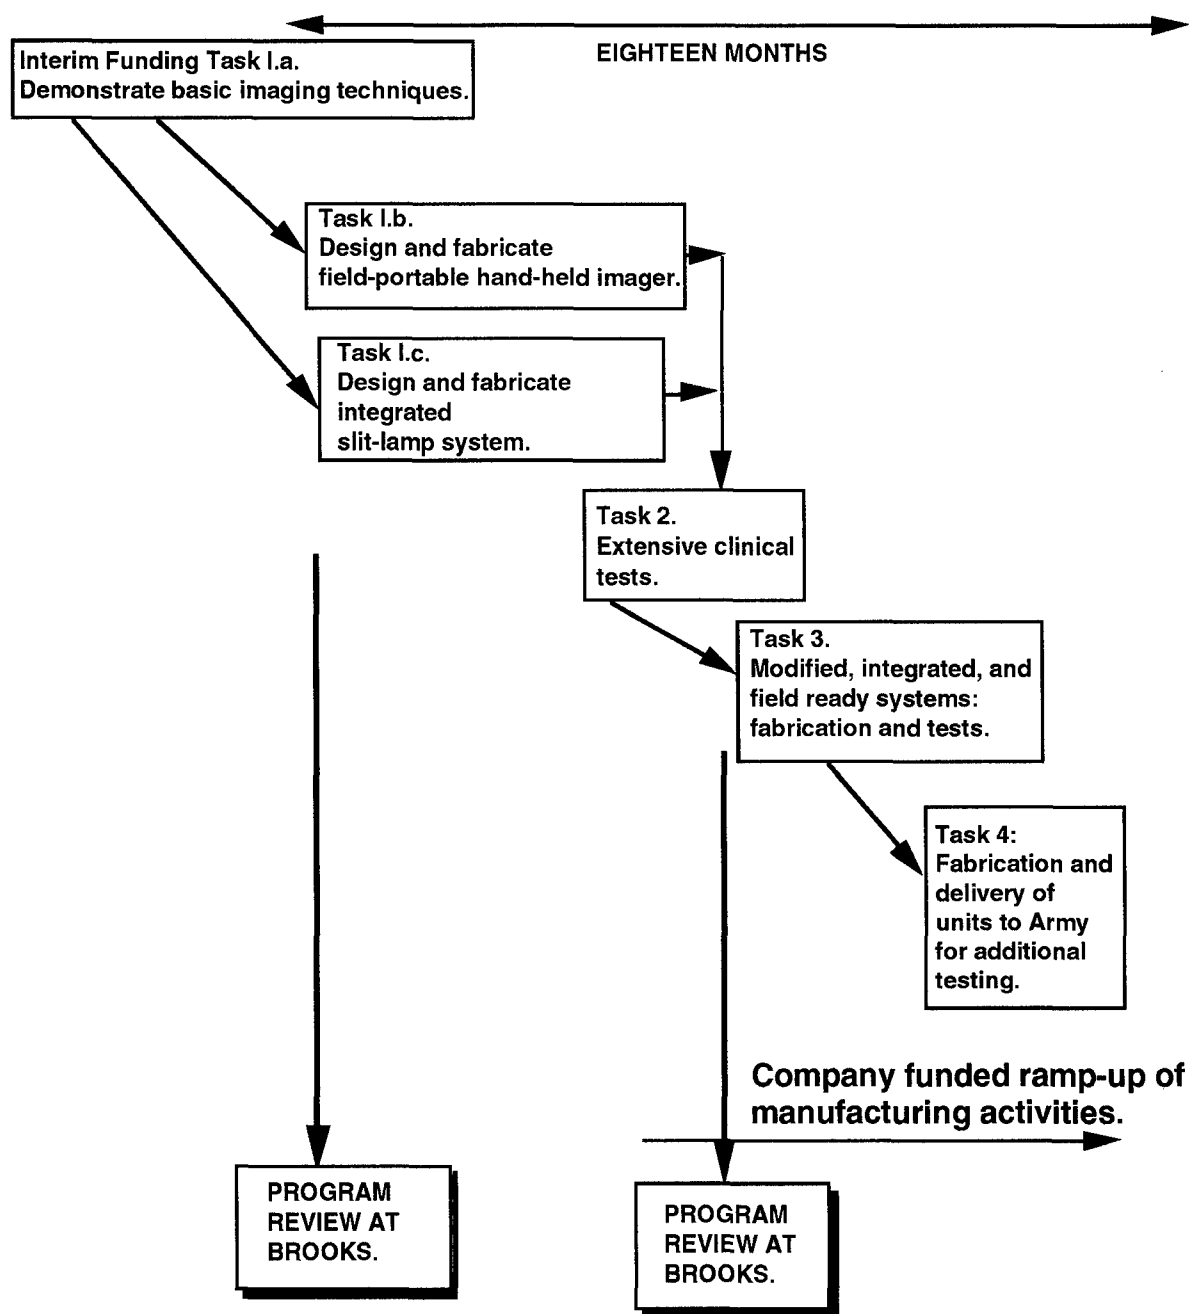 EIGHTEEN MONTHS
Interim Funding Task I.a.
Demonstrate basic imaging techniques.
Task I.b.
Design and fabricate
field-portable hand-held imager.
Task I.c.
Design and fabricate
integrated
slit-lamp system.
Task 2.
Extensive clinical
tests.
Task 3.
Modified, integrated, and
field ready systems:
fabrication and tests.
Task 4:
Fabrication and
delivery of
units to Army
for additional
testing.
Company funded ramp-up of
manufacturing activities.
PROGRAM
REVIEW AT
BROOKS.
PROGRAM
REVIEW AT
BROOKS.